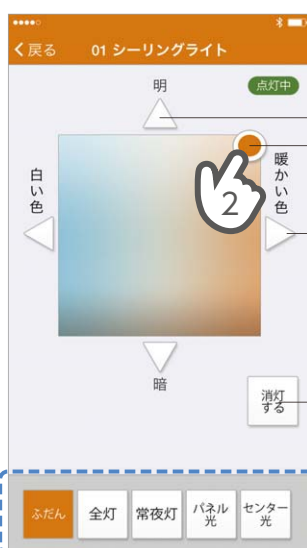 戻る 01 シーリングライト
明
点灯中
白い色
暖かい色
2
暗
消灯
する
ふだん 全灯 常夜灯 パネル光 センター光